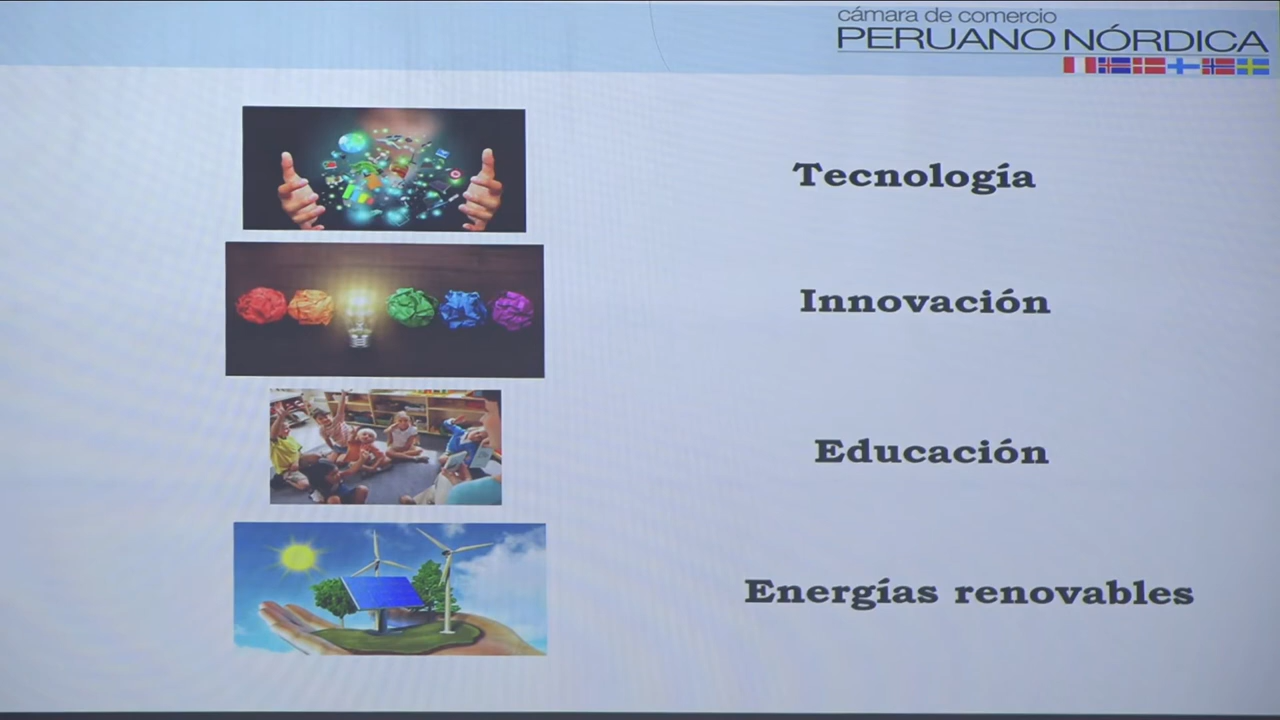 cámara de comercio
PERUANO NÓRDICA
Tecnología
Innovación
Educación
Energías renovables